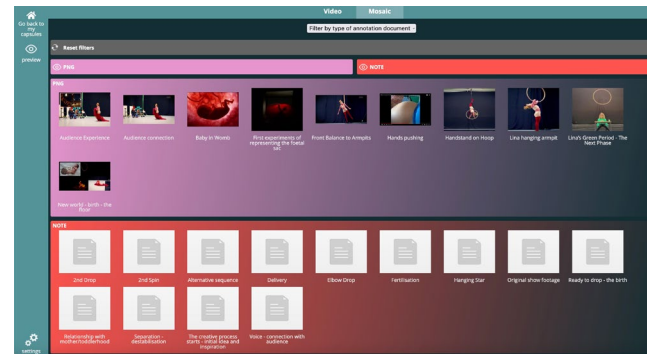 Video
Mosaic
Go back to
my
capsules
preview
Filter by type of annotation document -
Reset filters
PNG
NOTE
PNG
Audience Experience
Audience connection
Baby in Womb
First experiments of
representing the foetal
sac
Front Balance to Armpits
Hands pushing
Handstand on Hoop
Lina hanging armpit
Lina's Green Period - The
Next Phase
New world - birth - the
floor
NOTE
2nd Drop
2nd Spin
Alternative sequence
Delivery
Elbow Drop
Fertilisation
Hanging Star
Original show footage
Ready to drop - the birth
Relationship with
mother/toddlerhood
Separation -
destabilisation
The creative process
starts - initial idea and
inspiration
Voice - connection with
audience
settings